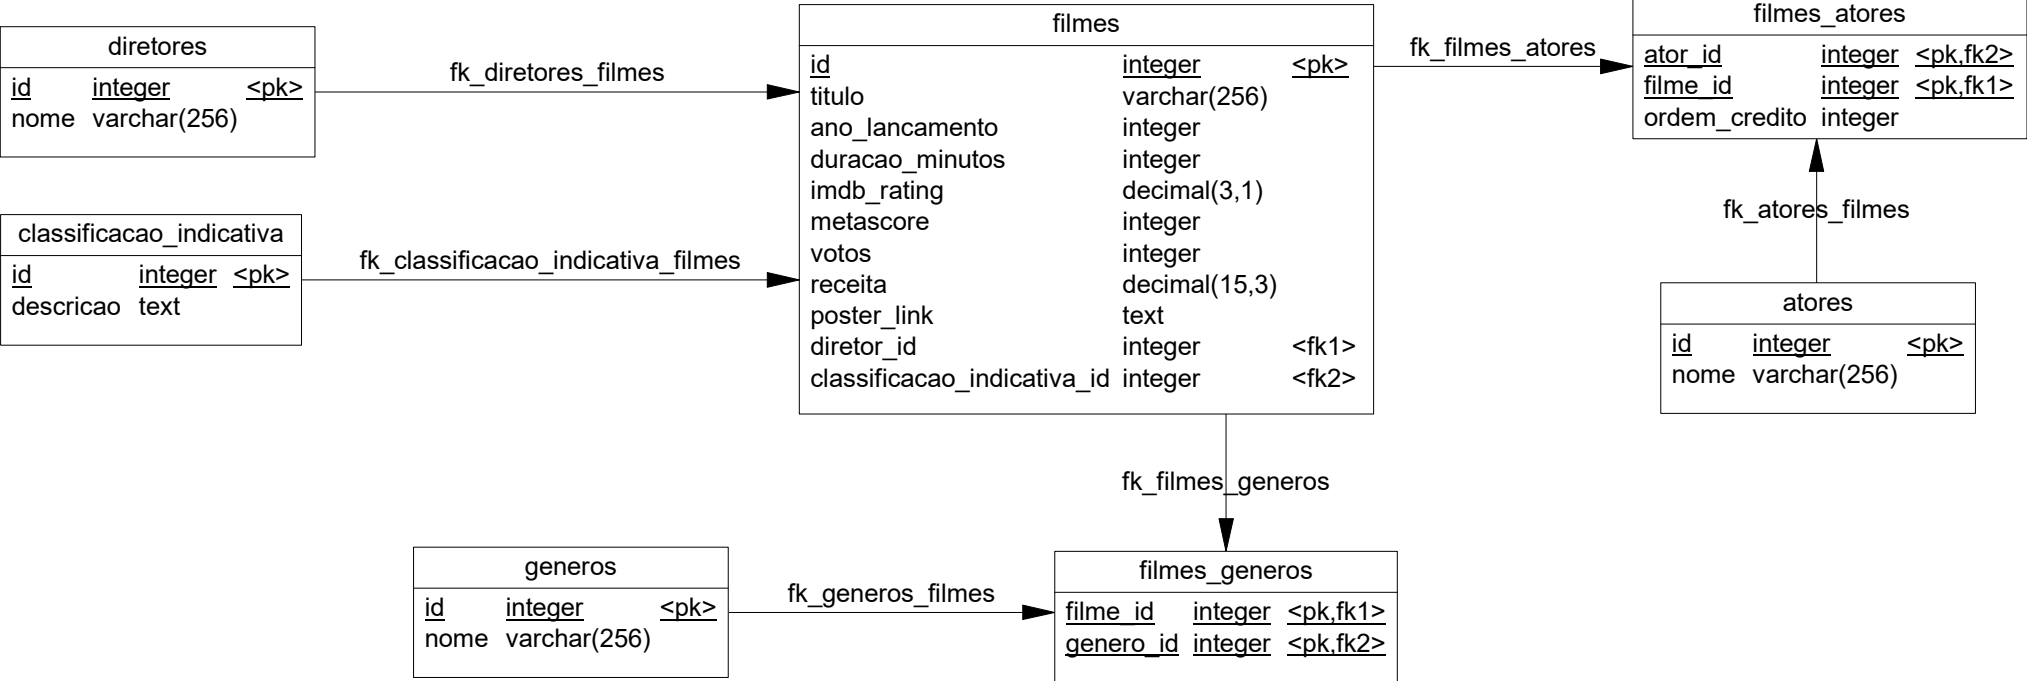 diretores
id integer <pk>
nome varchar(256)
fk_diretores_filmes
classificacao_indicativa
id integer <pk>
descricao text
fk_classificacao_indicativa_filmes
filmes
id integer <pk>
titulo varchar(256)
ano_lancamento integer
duracao_minutos integer
imdb_rating decimal(3,1)
metascore integer
votos integer
receita decimal(15,3)
poster_link text
diretor_id integer <fk1>
classificacao_indicativa_id integer <fk2>
fk_filmes_atores
filmes_atores
ator_id integer <pk,fk2>
filme_id integer <pk,fk1>
ordem_credito integer
fk_atores_filmes
atores
id integer <pk>
nome varchar(256)
fk_filmes_generos
generos
id integer <pk>
nome varchar(256)
fk_generos_filmes
filmes_generos
filme_id integer <pk,fk1>
genero_id integer <pk,fk2>